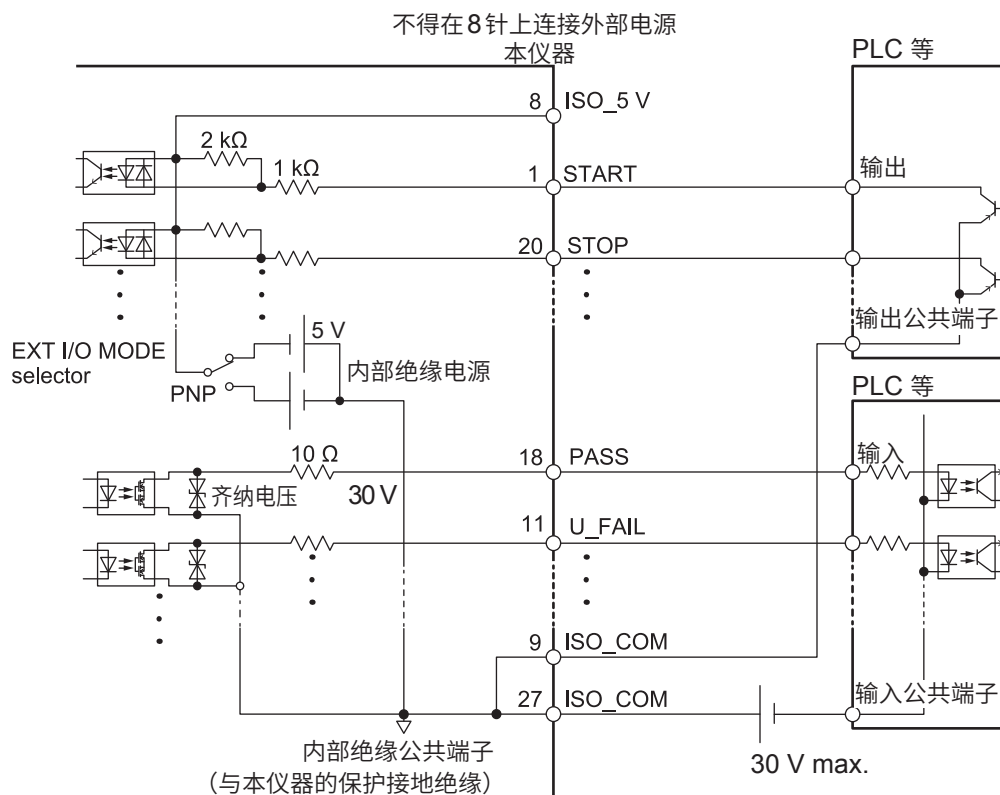 不得在8针上连接外部电源
本仪器
PLC 等
8 ISO_5 V
2 kΩ
1 kΩ
1 START
输出
20 STOP
输出公共端子
5 V
EXT I/O MODE
selector
内部绝缘电源
PNP
PLC 等
10 Ω
18 PASS
输入
齐纳电压 30 V
11 U_FAIL
9 ISO_COM
27 ISO_COM
输入公共端子
内部绝缘公共端子
（与本仪器的保护接地绝缘）
30 V max.